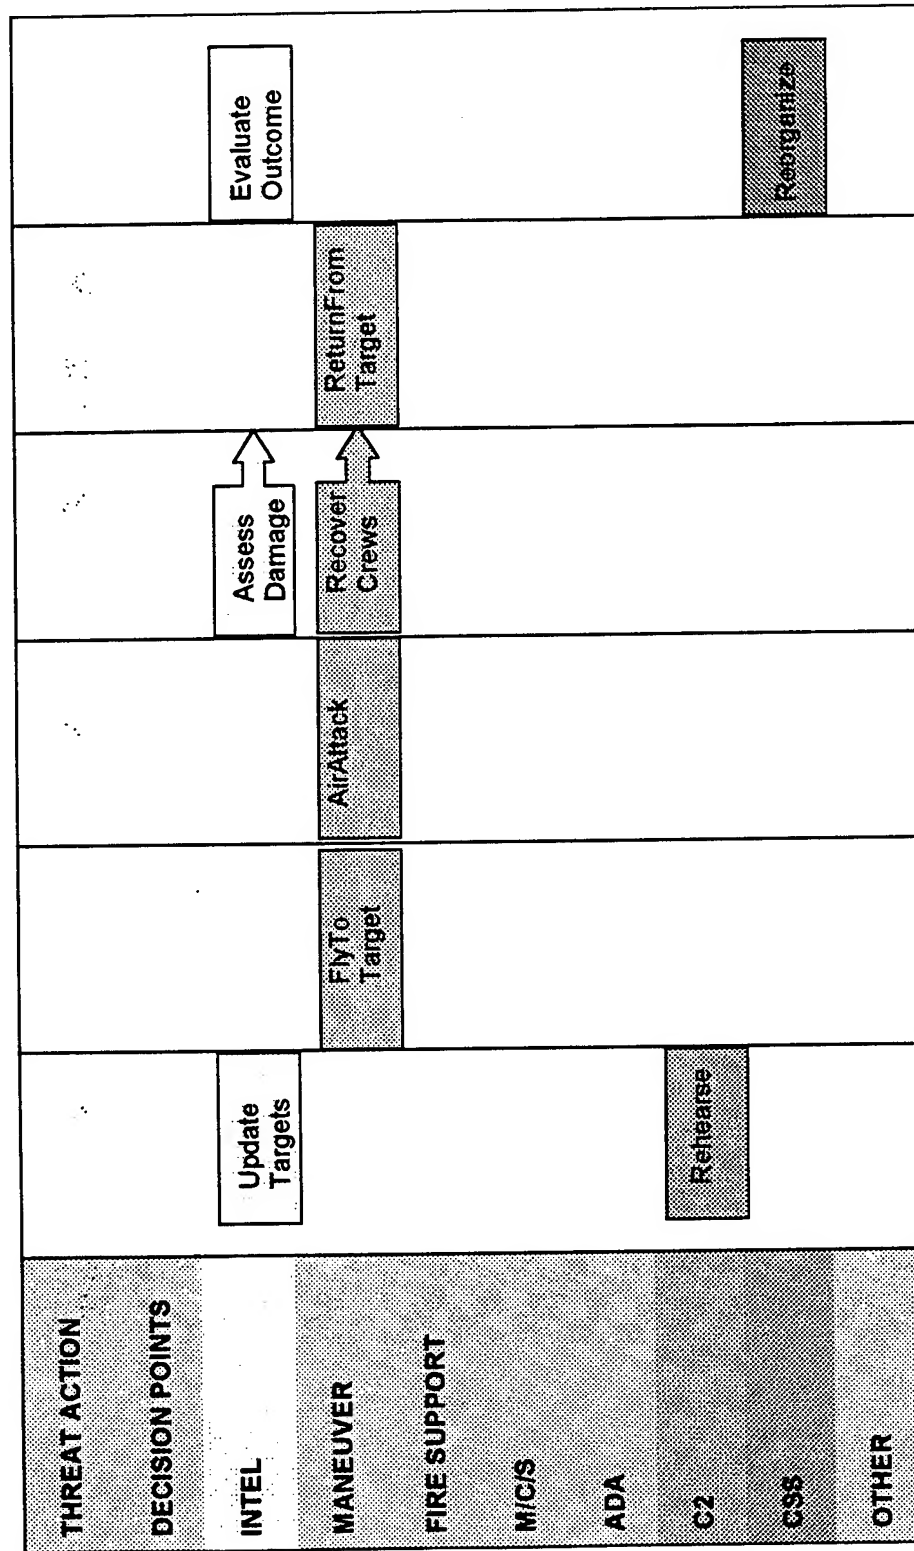 THREAT ACTION
DECISION POINTS
INTEL
Update
Targets
Assess
Damage
Evaluate
Outcome
MANEUVER
FlyTo
Target
AirAttack
Recover
Crews
ReturnFrom
Target
FIRE SUPPORT
M/C/S
ADA
C2
Rehearse
CSS
Reorganize
OTHER